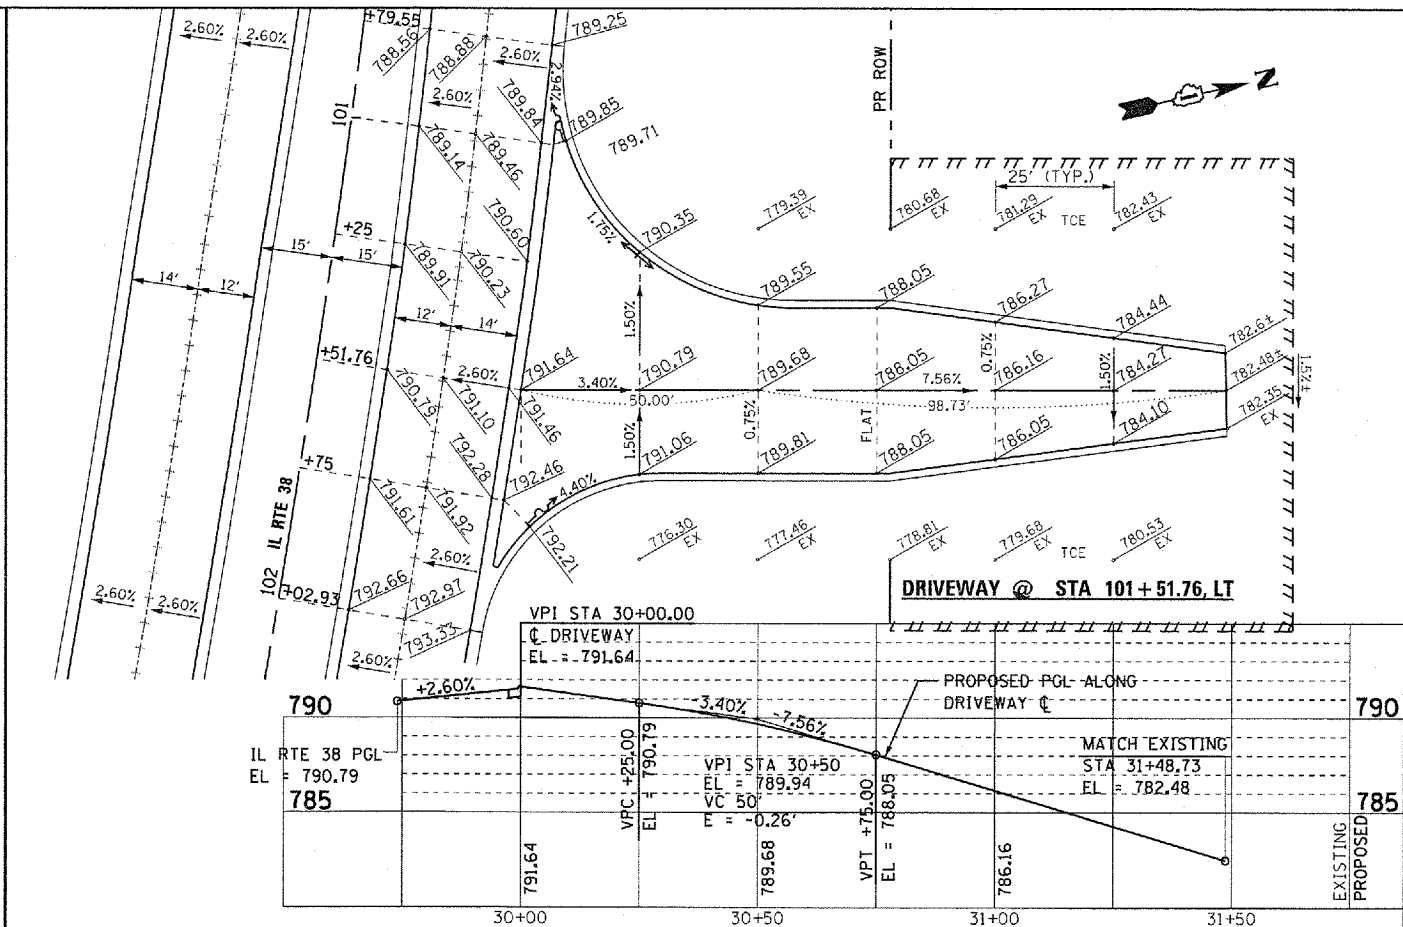 +79.55
789.25
2.60%
2.60%
788.56
788.88
2.60%
2.94%
PR ROW
N
2.60%
789.84
789.85
789.71
101
789.14
789.46
25' (TYP.)
779.39
EX
780.68
EX
781.29
EX
TCE
782.43
EX
790.60
1.75%
790.35
+25
15'
15'
789.91
790.23
789.55
788.05
786.27
784.44
782.6±
14'
12'
12'
14'
1.50%
0.75%
1.50%
782.48±
1.5%±
+51.76
2.60%
791.64
3.40%
790.79
789.68
788.05
7.56%
786.16
784.27
50.00'
98.73'
790.79
791.10
791.46
1.50%
0.75%
FLAT
782.35
EX
791.06
789.81
788.05
786.05
784.10
792.28
792.46
4.40%
+75
791.61
791.92
792.21
IL RTE 38
776.30
EX
777.46
EX
778.81
EX
779.68
EX
TCE
780.53
EX
2.60%
102
+02.93
792.66
792.97
793.33
2.60%
2.60%
2.60%
DRIVEWAY @ STA 101+51.76, LT
VPI STA 30+00.00
℄ DRIVEWAY
EL = 791.64
+2.60%
-3.40%
-7.56%
PROPOSED PGL ALONG
DRIVEWAY ℄
790
790
IL RTE 38 PGL
EL = 790.79
VPC +25.00
EL = 790.79
VPI STA 30+50
EL = 789.94
VC 50'
E = -0.26'
VPT +75.00
EL = 788.05
MATCH EXISTING
STA 31+48.73
EL = 782.48
785
785
791.64
789.68
786.16
EXISTING
PROPOSED
30+00
30+50
31+00
31+50